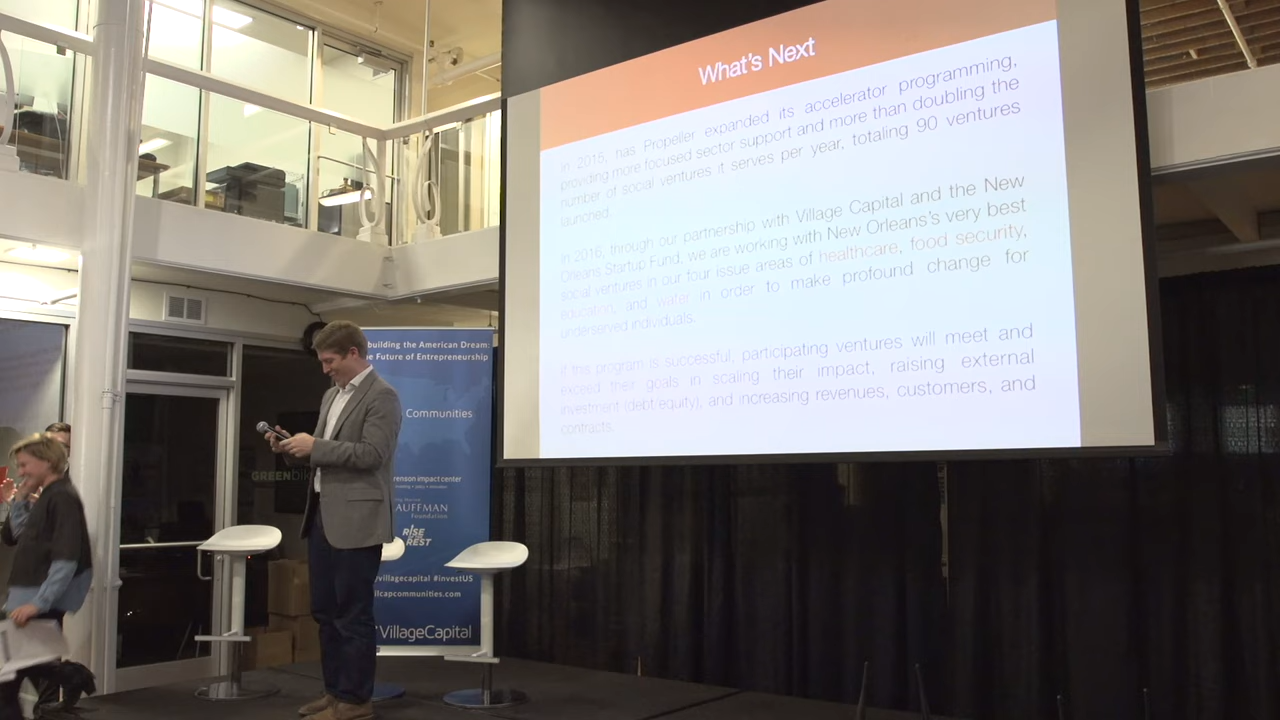 What's Next
In 2015, has Propeller expanded its accelerator programming,
providing more focused sector support and more than doubling the
number of social ventures it serves per year, totaling 90 ventures
launched.
In 2016, through our partnership with Village Capital and the New
Orleans Startup Fund, we are working with New Orleans's very best
social ventures in our four issue areas of healthcare, food security,
education, and water in order to make profound change for
underserved individuals.
If this program is successful, participating ventures will meet and
exceed their goals in scaling their impact, raising external
investment (debt/equity), and increasing revenues, customers, and
contracts.
building the American Dream:
e Future of Entrepreneurship
Communities
renson impact center
AUFFMAN
Foundation
RISE
REST
villagecapital #investUS
ilcapcommunities.com
VillageCapital
GREENbik